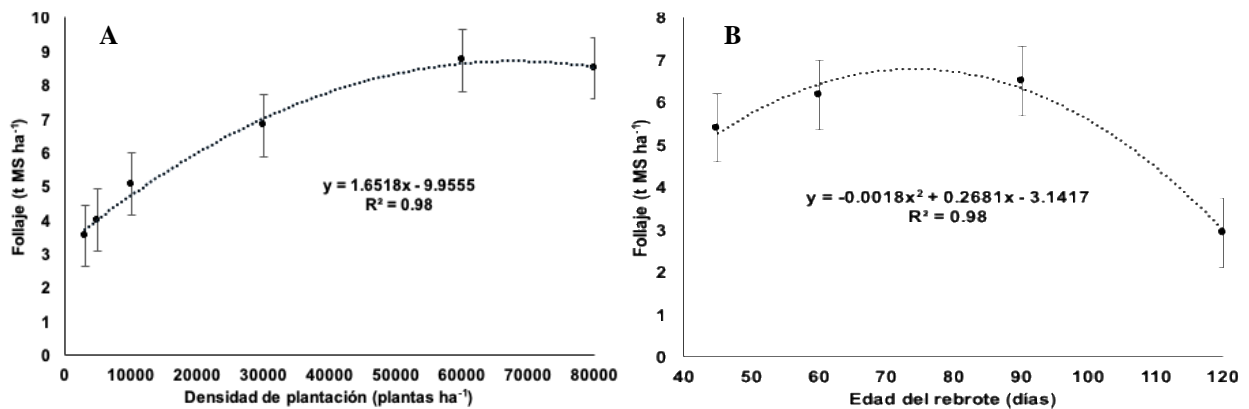 A
10
9
8
7
6
5
4
3
2
1
0
Follaje (t MS ha⁻¹)
y = 1.6518x - 9.9555
R² = 0.98
0 10000 20000 30000 40000 50000 60000 70000 80000
Densidad de plantación (plantas ha⁻¹)
B
8
7
6
5
4
3
2
1
0
Follaje (t MS ha⁻¹)
y = -0.0018x² + 0.2681x - 3.1417
R² = 0.98
40 50 60 70 80 90 100 110 120
Edad del rebrote (días)